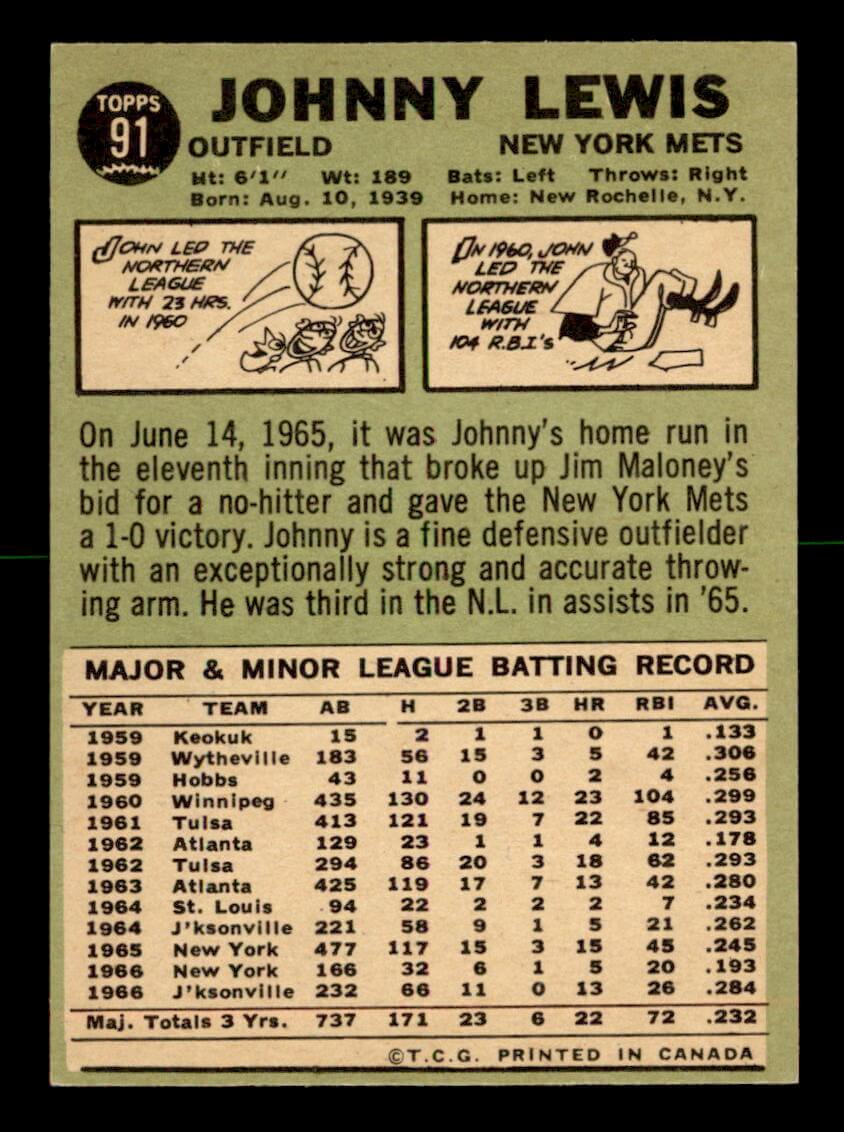 TOPPS
91
JOHNNY LEWIS
OUTFIELD NEW YORK METS
Ht: 6'1" Wt: 189 Bats: Left Throws: Right
Born: Aug. 10, 1939 Home: New Rochelle, N.Y.
JOHN LED THE
NORTHERN
LEAGUE
WITH 23 HRS.
IN 1960
IN 1960, JOHN
LED THE
NORTHERN
LEAGUE
WITH
104 R.B.I's
On June 14, 1965, it was Johnny's home run in
the eleventh inning that broke up Jim Maloney's
bid for a no-hitter and gave the New York Mets
a 1-0 victory. Johnny is a fine defensive outfielder
with an exceptionally strong and accurate throw-
ing arm. He was third in the N.L. in assists in '65.
MAJOR & MINOR LEAGUE BATTING RECORD
YEAR TEAM AB H 2B 3B HR RBI AVG.
1959 Keokuk 15 2 1 1 0 1 .133
1959 Wytheville 183 56 15 3 5 42 .306
1959 Hobbs 43 11 0 0 2 4 .256
1960 Winnipeg 435 130 24 12 23 104 .299
1961 Tulsa 413 121 19 7 22 85 .293
1962 Atlanta 129 23 1 1 4 12 .178
1962 Tulsa 294 86 20 3 18 62 .293
1963 Atlanta 425 119 17 7 13 42 .280
1964 St. Louis 94 22 2 2 2 7 .234
1964 J'ksonville 221 58 9 1 5 21 .262
1965 New York 477 117 15 3 15 45 .245
1966 New York 166 32 6 1 5 20 .193
1966 J'ksonville 232 66 11 0 13 26 .284
Maj. Totals 3 Yrs. 737 171 23 6 22 72 .232
©T.C.G. PRINTED IN CANADA